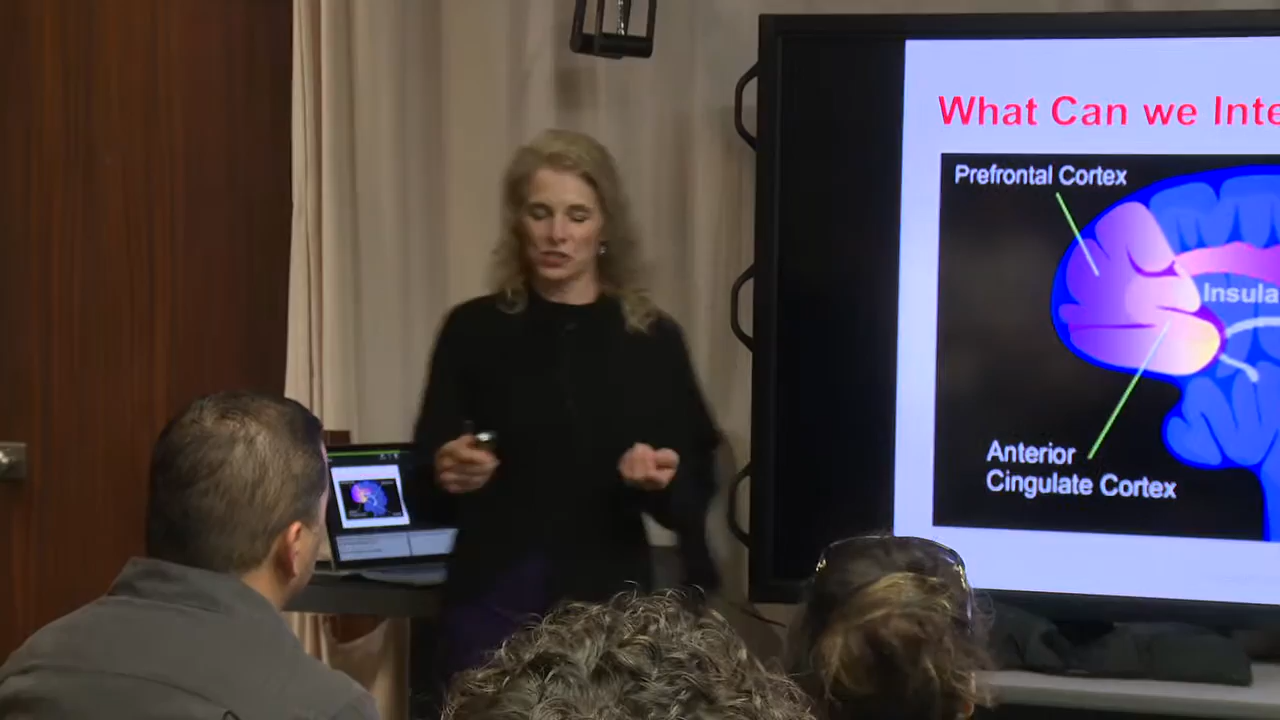 What Can we Inte
Prefrontal Cortex
Insula
Anterior
Cingulate Cortex